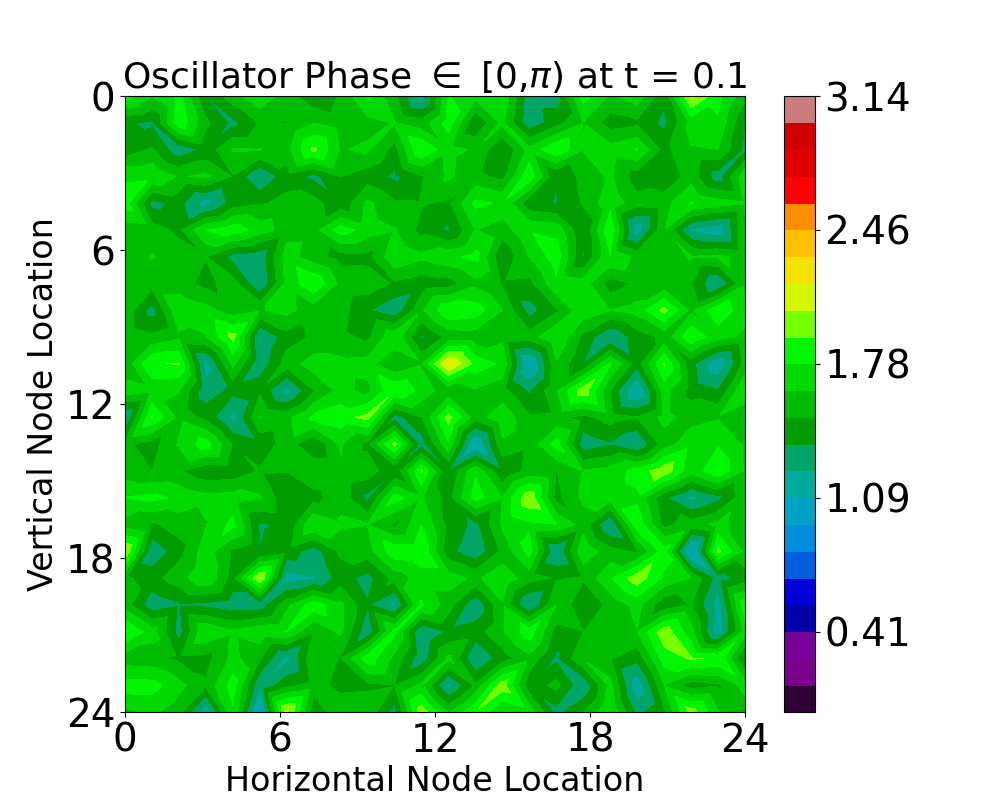 Oscillator Phase ∈ [0,π) at t = 0.1
Vertical Node Location
0
6
12
18
24
0 6 12 18 24
Horizontal Node Location
3.14
2.46
1.78
1.09
0.41